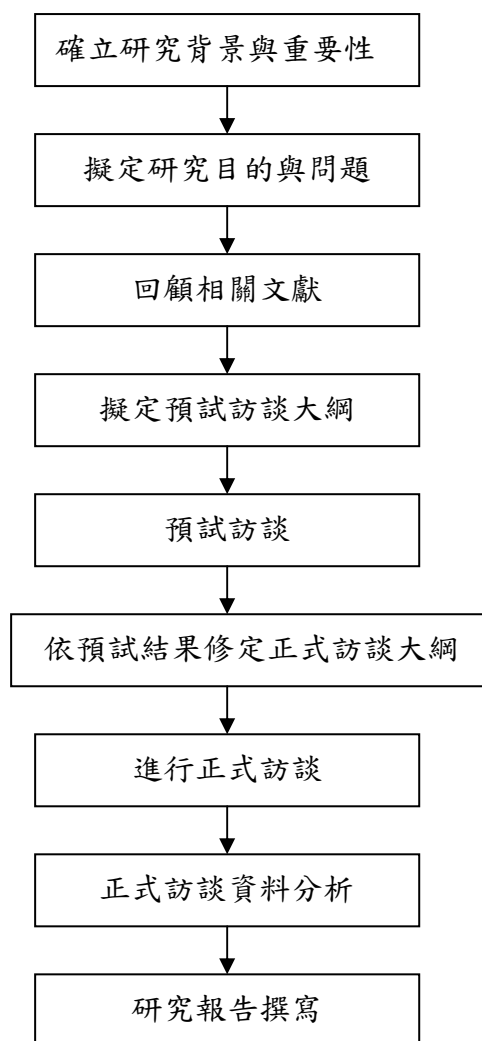 確立研究背景與重要性
擬定研究目的與問題
回顧相關文獻
擬定預試訪談大綱
預試訪談
依預試結果修定正式訪談大綱
進行正式訪談
正式訪談資料分析
研究報告撰寫